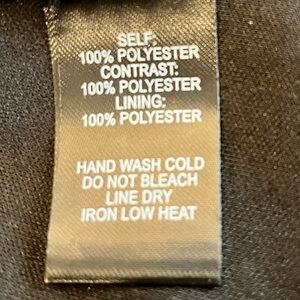 SELF:
100% POLYESTER
CONTRAST:
100% POLYESTER
LINING:
100% POLYESTER
HAND WASH COLD
DO NOT BLEACH
LINE DRY
IRON LOW HEAT